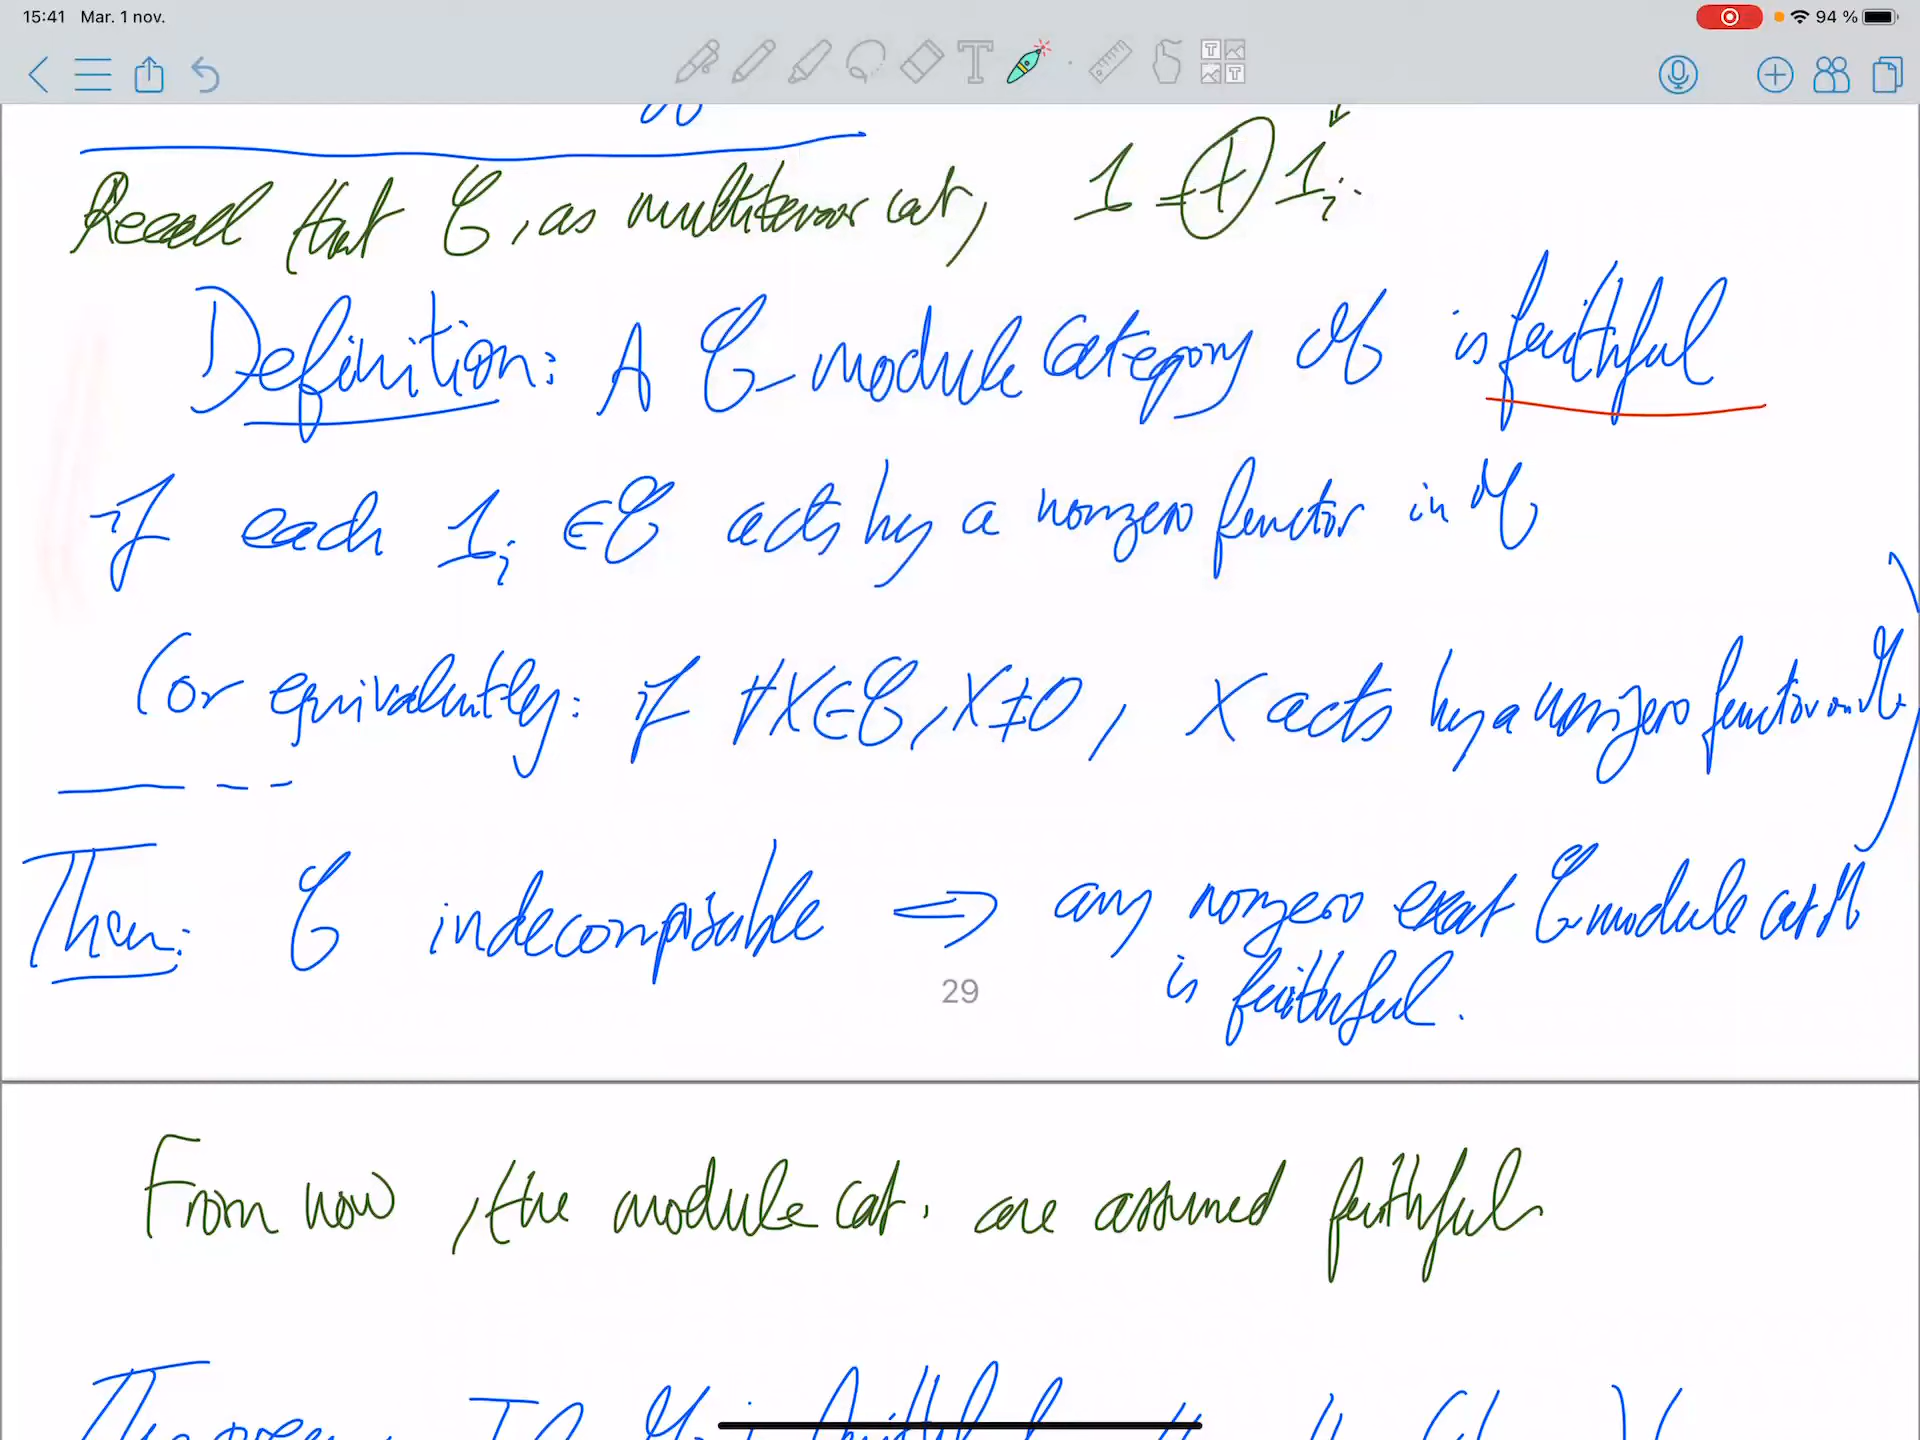 15:41 Mar. 1 nov. 94 %
Recall that 𝒞, as multitensor cat, 1 = ⊕ 1ᵢ.
Definition: A 𝒞-module category ℳ is faithful
if each 1ᵢ ∈ 𝒞 acts by a nonzero functor in ℳ
(or equivalently: if ∀X∈𝒞, X≠0, X acts by a nonzero functor on ℳ)
Then: 𝒞 indecomposable ⇒ any nonzero exact 𝒞-module cat ℳ
is faithful.
29
From now, the module cat. are assumed faithful